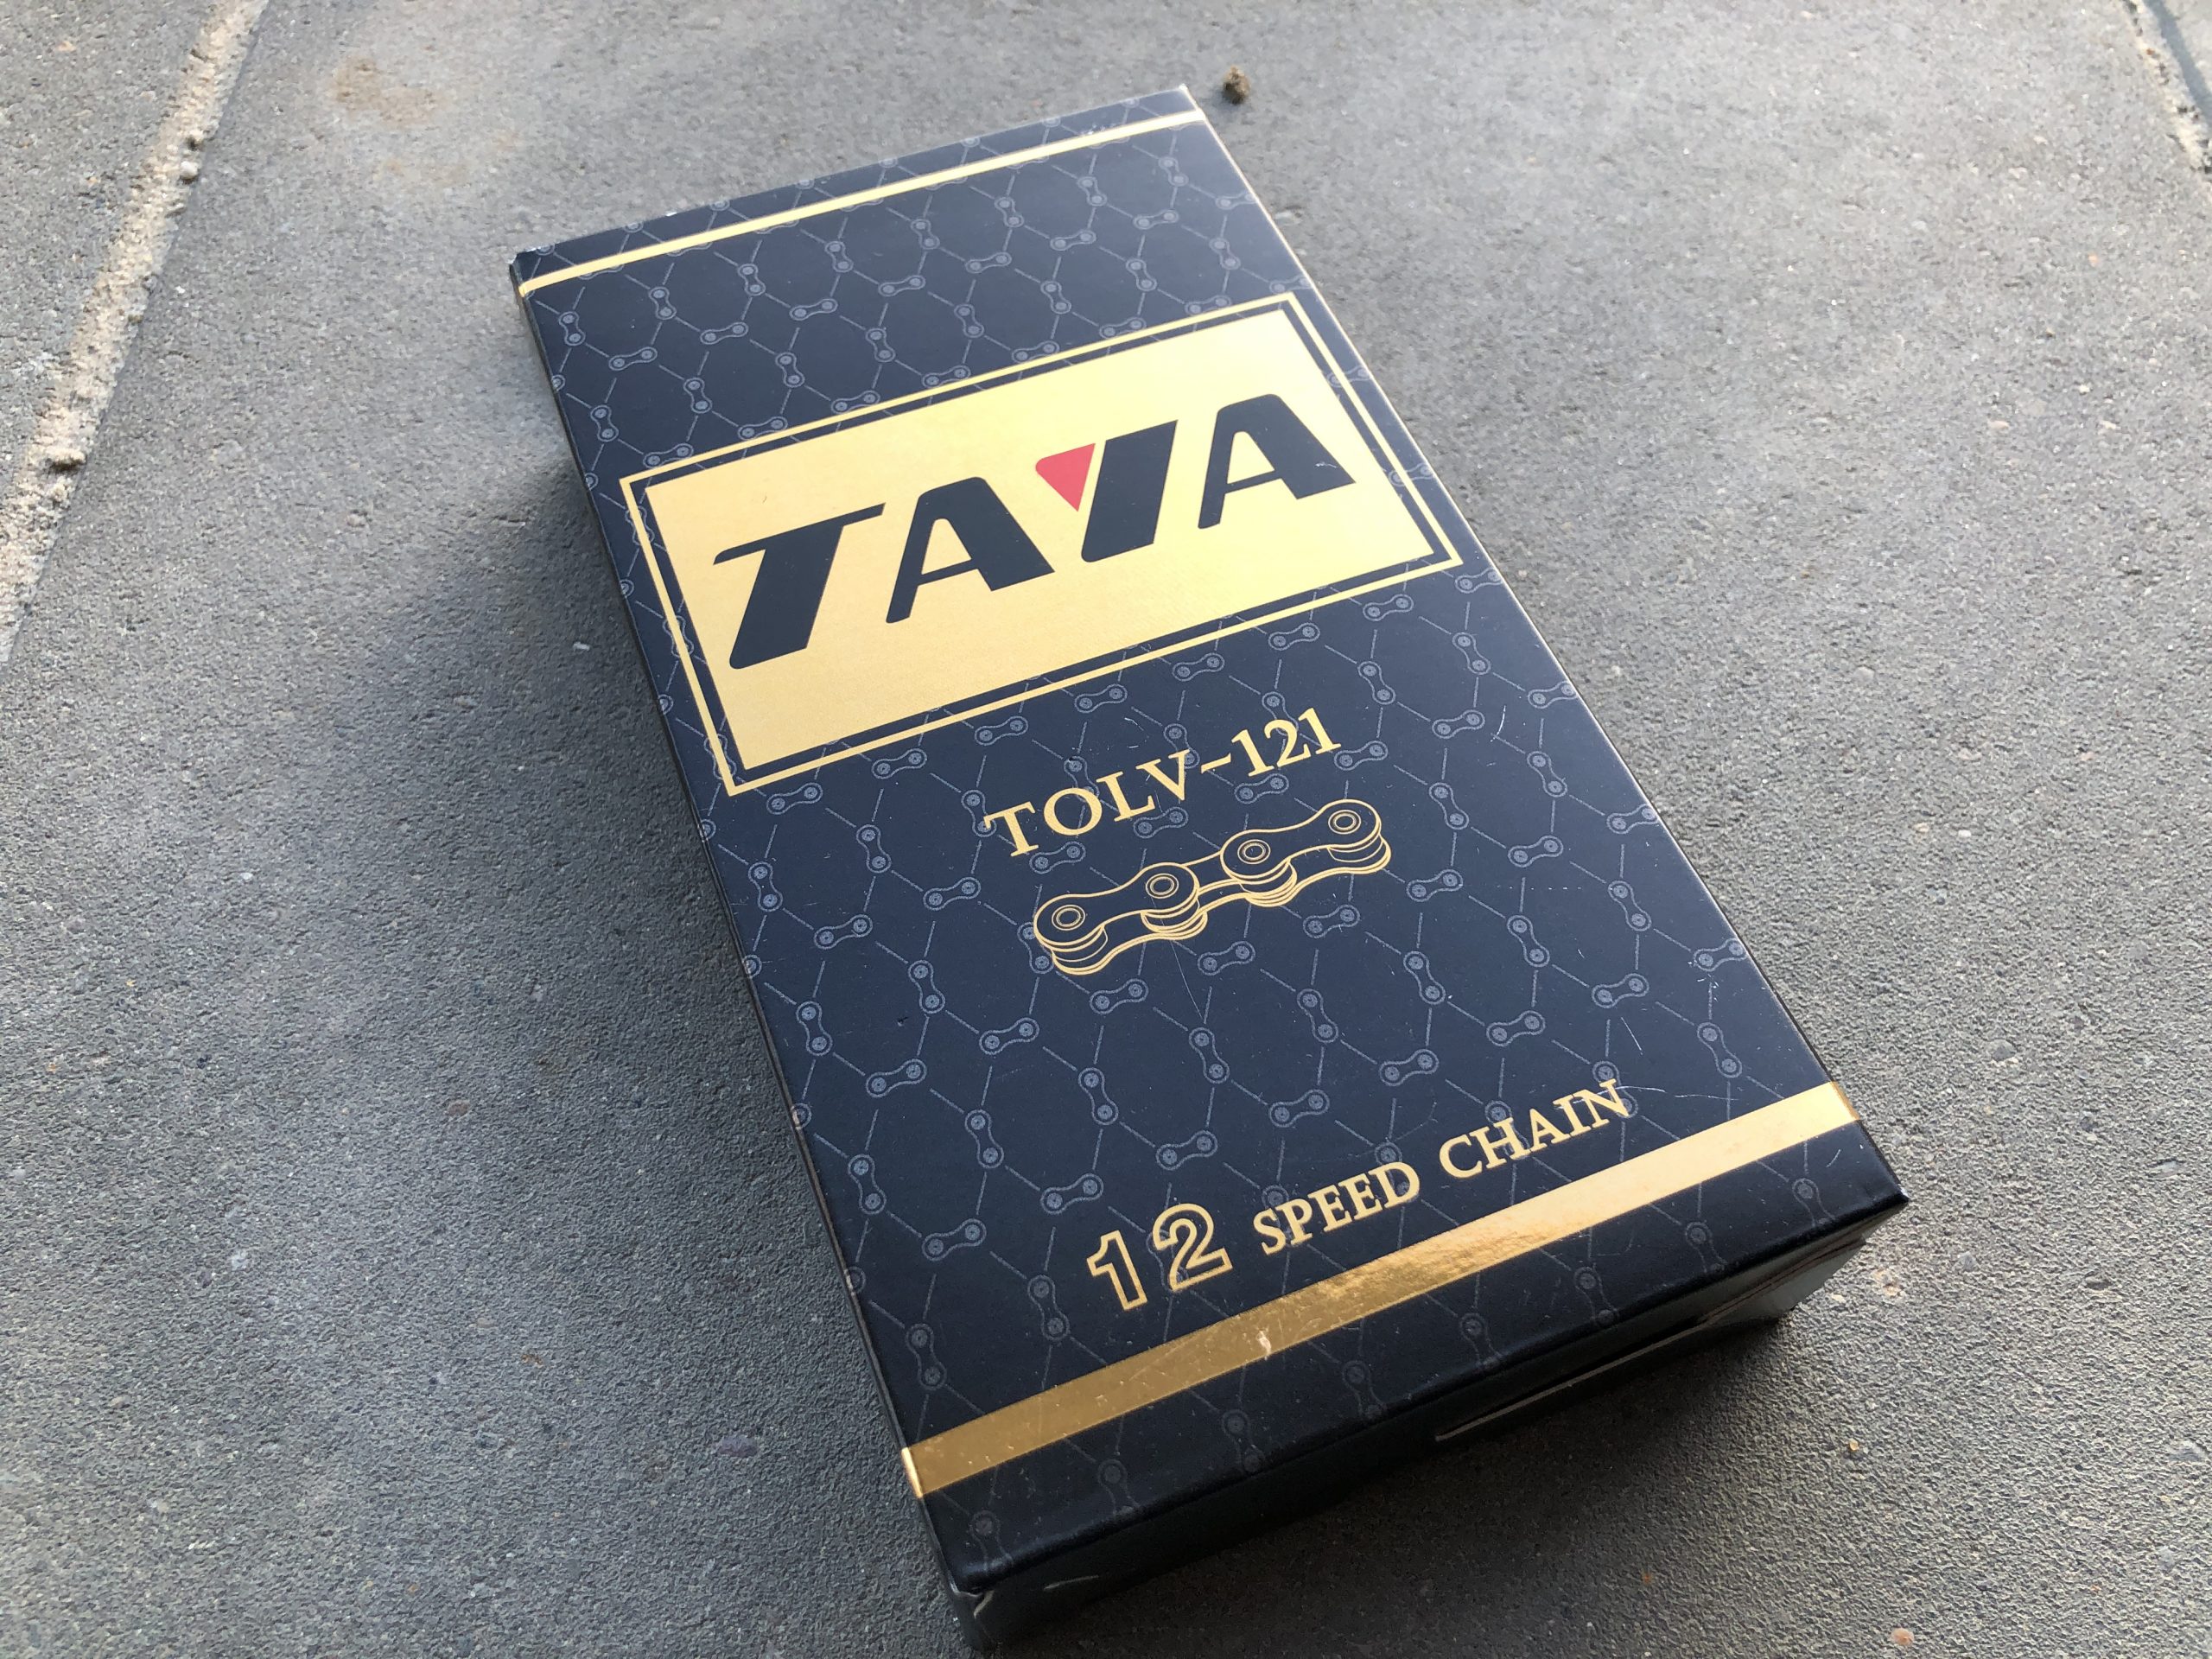 TAYA
TOLV-121
12 SPEED CHAIN